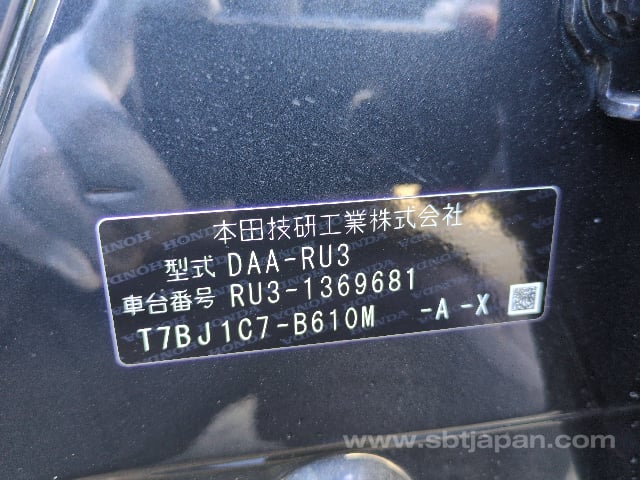 本田技研工業株式会社
型式 DAA-RU3
車台番号 RU3-1369681
T7BJ1C7-B610M -A -X
www.sbtjapan.com